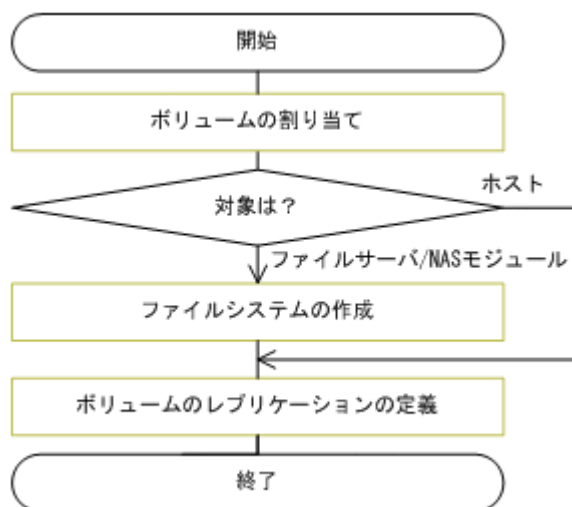 開始
ボリュームの割り当て
ホスト
対象は？
ファイルサーバ/NASモジュール
ファイルシステムの作成
ボリュームのレプリケーションの定義
終了